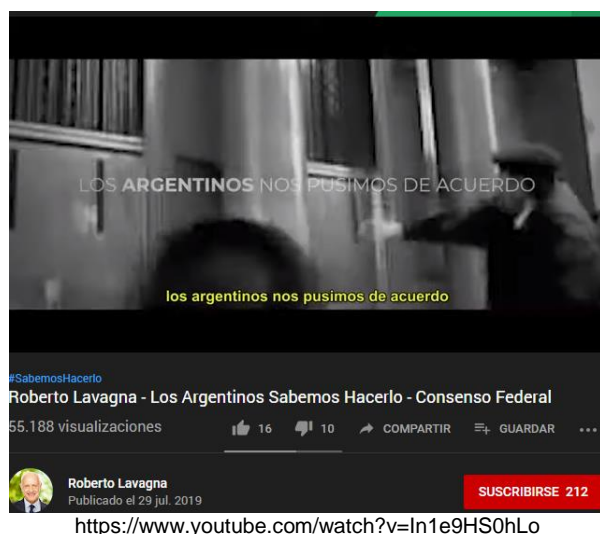 LOS ARGENTINOS NOS PUSIMOS DE ACUERDO
los argentinos nos pusimos de acuerdo
#SabemosHacerlo
Roberto Lavagna - Los Argentinos Sabemos Hacerlo - Consenso Federal
55.188 visualizaciones 16 10 COMPARTIR GUARDAR
Roberto Lavagna
Publicado el 29 jul. 2019
SUSCRIBIRSE 212
https://www.youtube.com/watch?v=In1e9HS0hLo